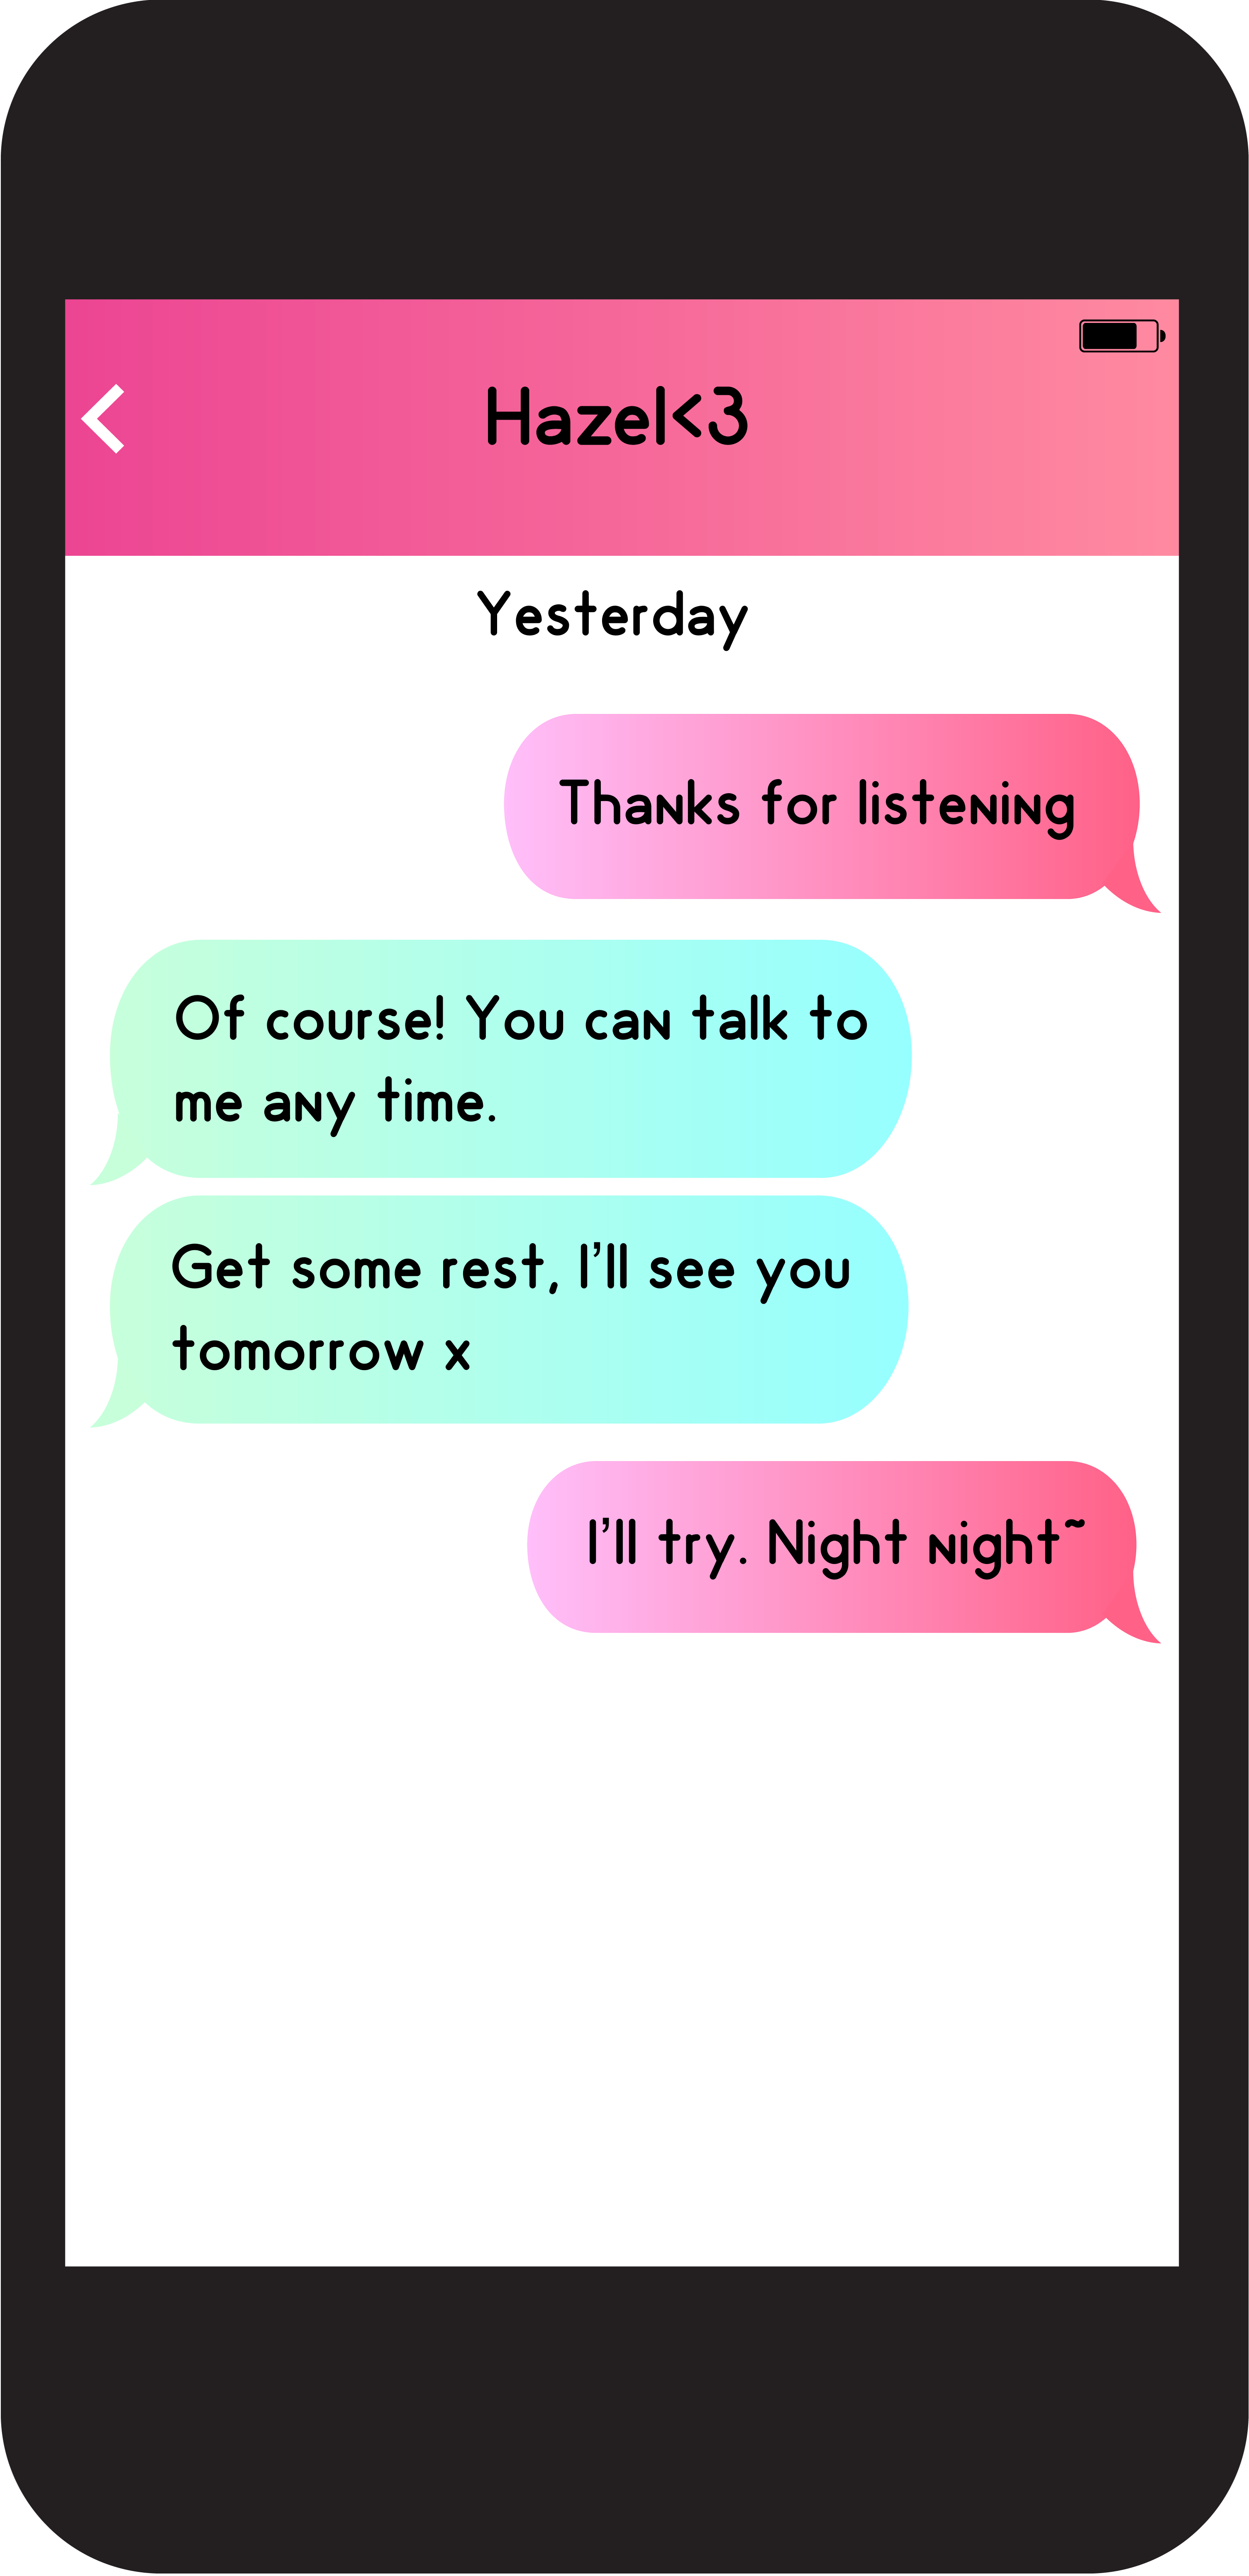 Hazel<3
Yesterday
Thanks for listening
Of course! You can talk to
me any time.
Get some rest, I'll see you
tomorrow x
I'll try. Night night~